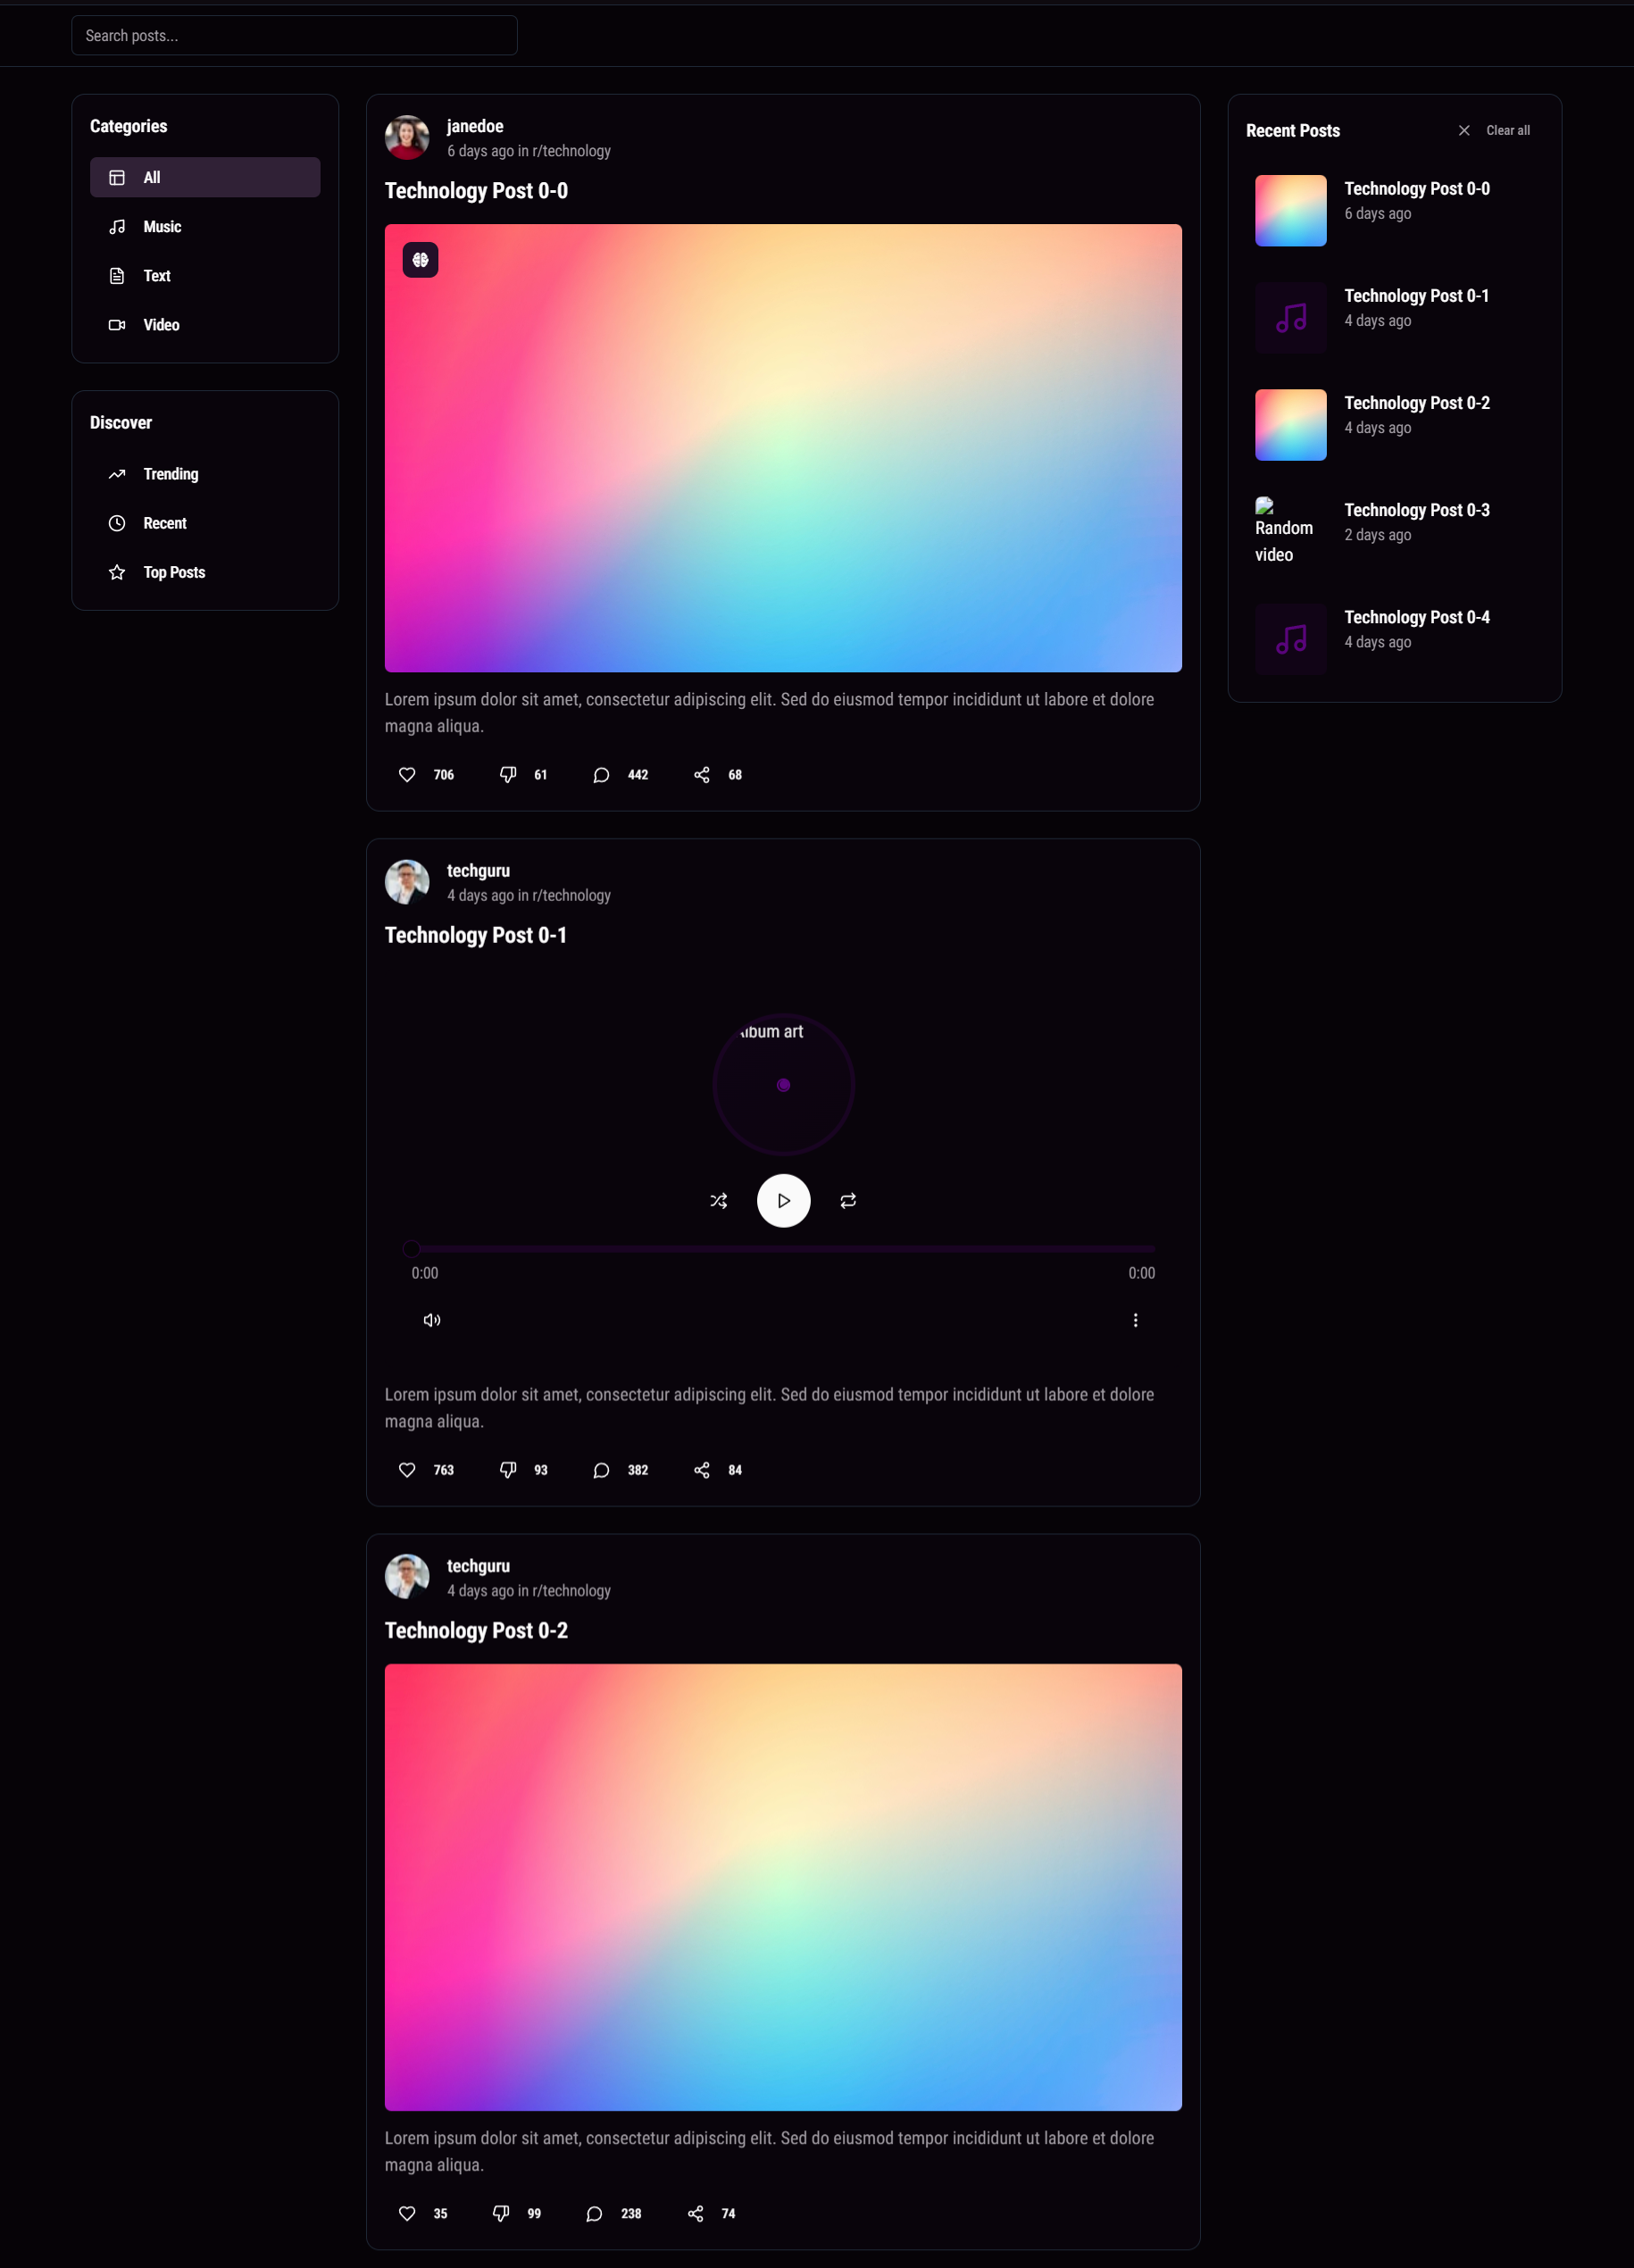 Search posts...
Categories
All
Music
Text
Video
Discover
Trending
Recent
Top Posts
janedoe
6 days ago in r/technology
Technology Post 0-0
Lorem ipsum dolor sit amet, consectetur adipiscing elit. Sed do eiusmod tempor incididunt ut labore et dolore
magna aliqua.
706 61 442 68
techguru
4 days ago in r/technology
Technology Post 0-1
lbum art
0:00 0:00
Lorem ipsum dolor sit amet, consectetur adipiscing elit. Sed do eiusmod tempor incididunt ut labore et dolore
magna aliqua.
763 93 382 84
techguru
4 days ago in r/technology
Technology Post 0-2
Lorem ipsum dolor sit amet, consectetur adipiscing elit. Sed do eiusmod tempor incididunt ut labore et dolore
magna aliqua.
35 99 238 74
Recent Posts Clear all
Technology Post 0-0
6 days ago
Technology Post 0-1
4 days ago
Technology Post 0-2
4 days ago
Random
video
Technology Post 0-3
2 days ago
Technology Post 0-4
4 days ago